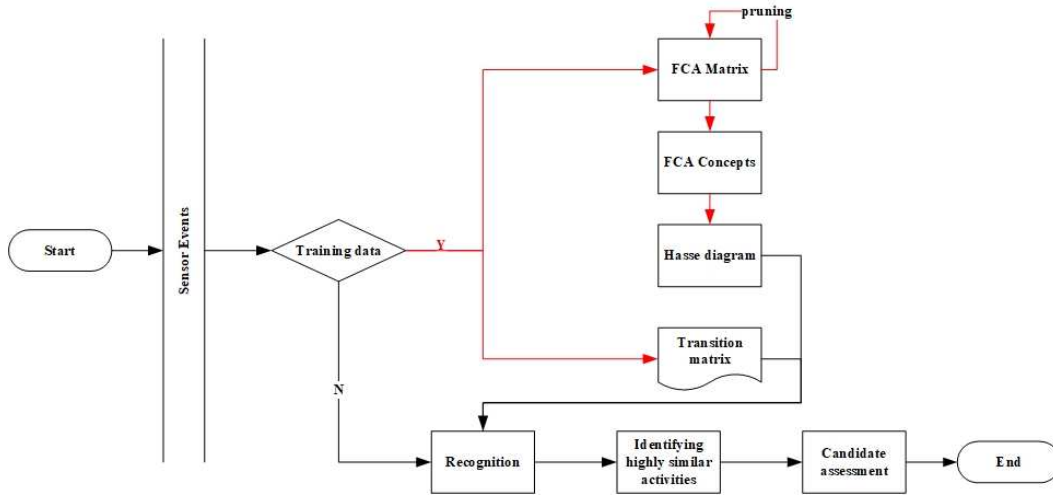 pruning
FCA Matrix
FCA Concepts
Sensor Events
Start
Training data
Y
Hasse diagram
Transition
matrix
N
Recognition
Identifying
highly similar
activities
Candidate
assessment
End